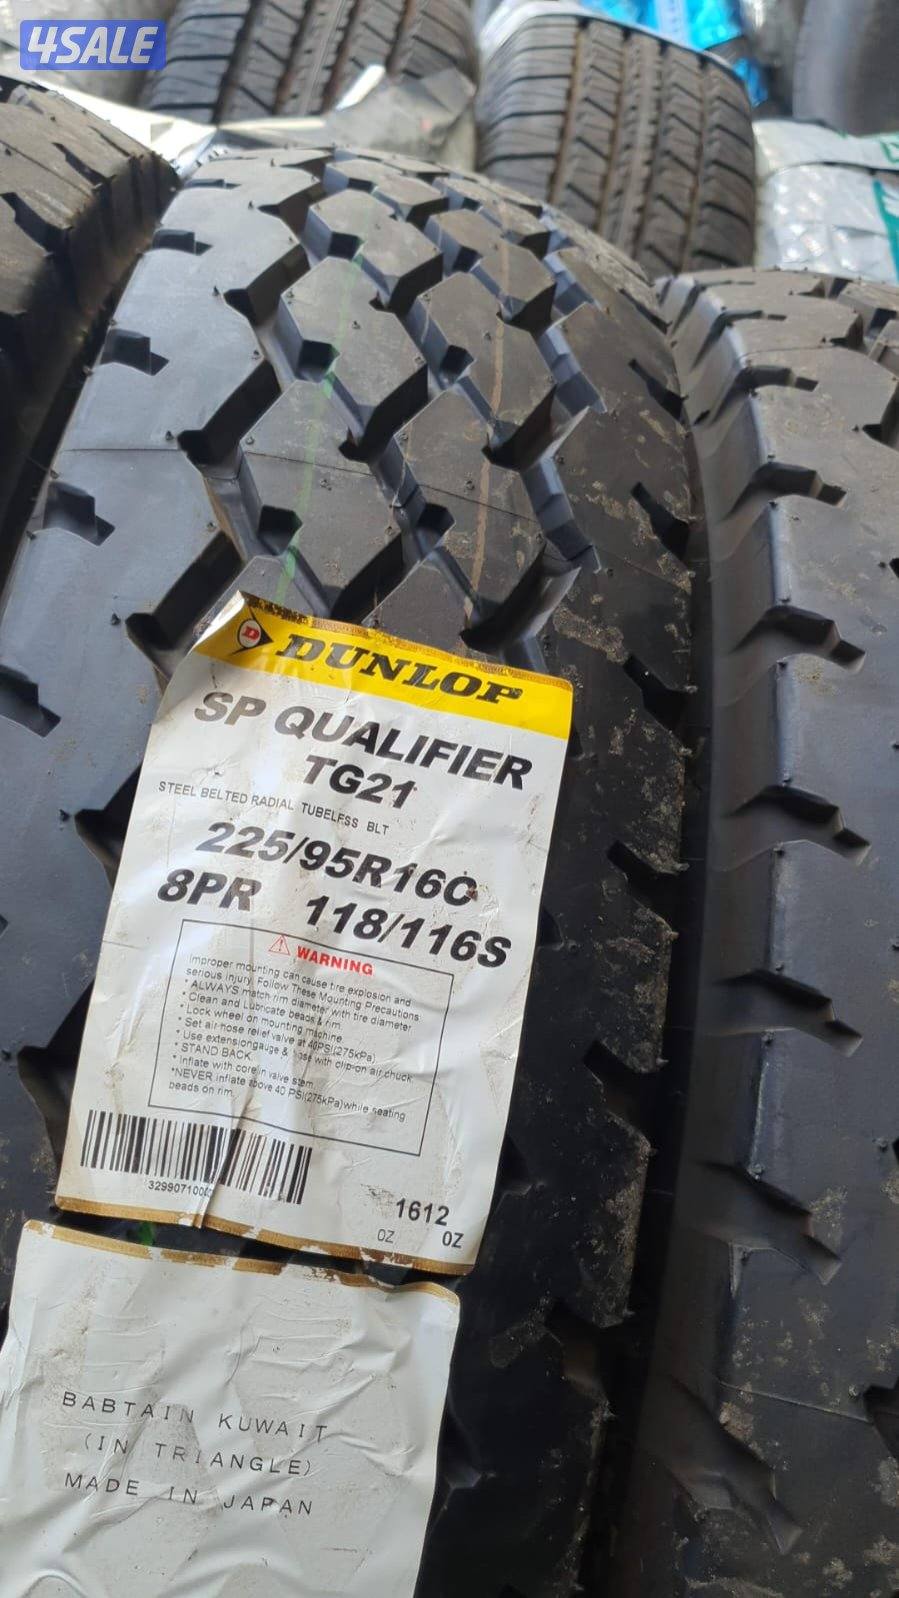 4SALE
D DUNLOP
SP QUALIFIER
TG21
STEEL BELTED RADIAL TUBELESS BLT
225/95R16C
8PR 118/116S
WARNING
Improper mounting can cause tire explosion and
serious injury. Follow These Mounting Precautions
* ALWAYS match rim diameter with tire diameter
* Clean and Lubricate beads & rim
* Lock wheel on mounting machine
* Set air hose relief valve at 40PSI(275kPa)
* Use extensiongauge & hose with clip-on air chuck
* STAND BACK
* Inflate with core in valve stem
*NEVER inflate above 40 PSI(275kPa)while seating
beads on rim.
1612
OZ OZ
BABTAIN KUWAIT
(IN TRIANGLE)
MADE IN JAPAN